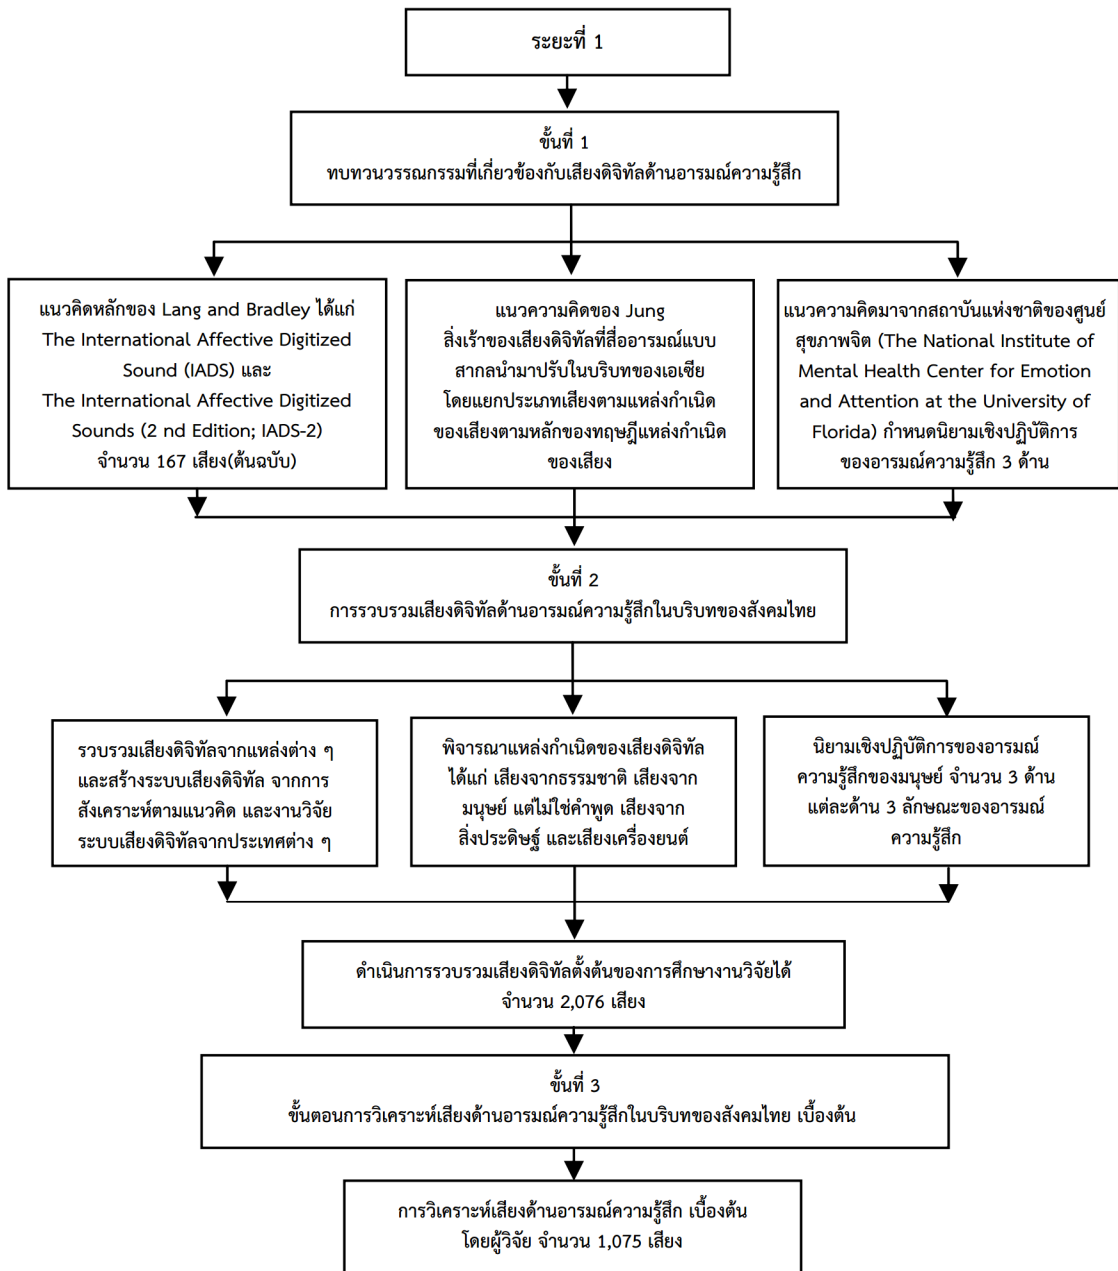 ระยะที่ 1
ขั้นที่ 1
ทบทวนวรรณกรรมที่เกี่ยวข้องกับเสียงดิจิทัลด้านอารมณ์ความรู้สึก
แนวคิดหลักของ Lang and Bradley ได้แก่
The International Affective Digitized
Sound (IADS) และ
The International Affective Digitized
Sounds (2 nd Edition; IADS-2)
จำนวน 167 เสียง(ต้นฉบับ)
แนวความคิดของ Jung
สิ่งเร้าของเสียงดิจิทัลที่สื่ออารมณ์แบบ
สากลนำมาปรับในบริบทของเอเซีย
โดยแยกประเภทเสียงตามแหล่งกำเนิด
ของเสียงตามหลักของทฤษฎีแหล่งกำเนิด
ของเสียง
แนวความคิดมาจากสถาบันแห่งชาติของศูนย์
สุขภาพจิต (The National Institute of
Mental Health Center for Emotion
and Attention at the University of
Florida) กำหนดนิยามเชิงปฏิบัติการ
ของอารมณ์ความรู้สึก 3 ด้าน
ขั้นที่ 2
การรวบรวมเสียงดิจิทัลด้านอารมณ์ความรู้สึกในบริบทของสังคมไทย
รวบรวมเสียงดิจิทัลจากแหล่งต่าง ๆ
และสร้างระบบเสียงดิจิทัล จากการ
สังเคราะห์ตามแนวคิด และงานวิจัย
ระบบเสียงดิจิทัลจากประเทศต่าง ๆ
พิจารณาแหล่งกำเนิดของเสียงดิจิทัล
ได้แก่ เสียงจากธรรมชาติ เสียงจาก
มนุษย์ แต่ไม่ใช่คำพูด เสียงจาก
สิ่งประดิษฐ์ และเสียงเครื่องยนต์
นิยามเชิงปฏิบัติการของอารมณ์
ความรู้สึกของมนุษย์ จำนวน 3 ด้าน
แต่ละด้าน 3 ลักษณะของอารมณ์
ความรู้สึก
ดำเนินการรวบรวมเสียงดิจิทัลตั้งต้นของการศึกษางานวิจัยได้
จำนวน 2,076 เสียง
ขั้นที่ 3
ขั้นตอนการวิเคราะห์เสียงด้านอารมณ์ความรู้สึกในบริบทของสังคมไทย เบื้องต้น
การวิเคราะห์เสียงด้านอารมณ์ความรู้สึก เบื้องต้น
โดยผู้วิจัย จำนวน 1,075 เสียง